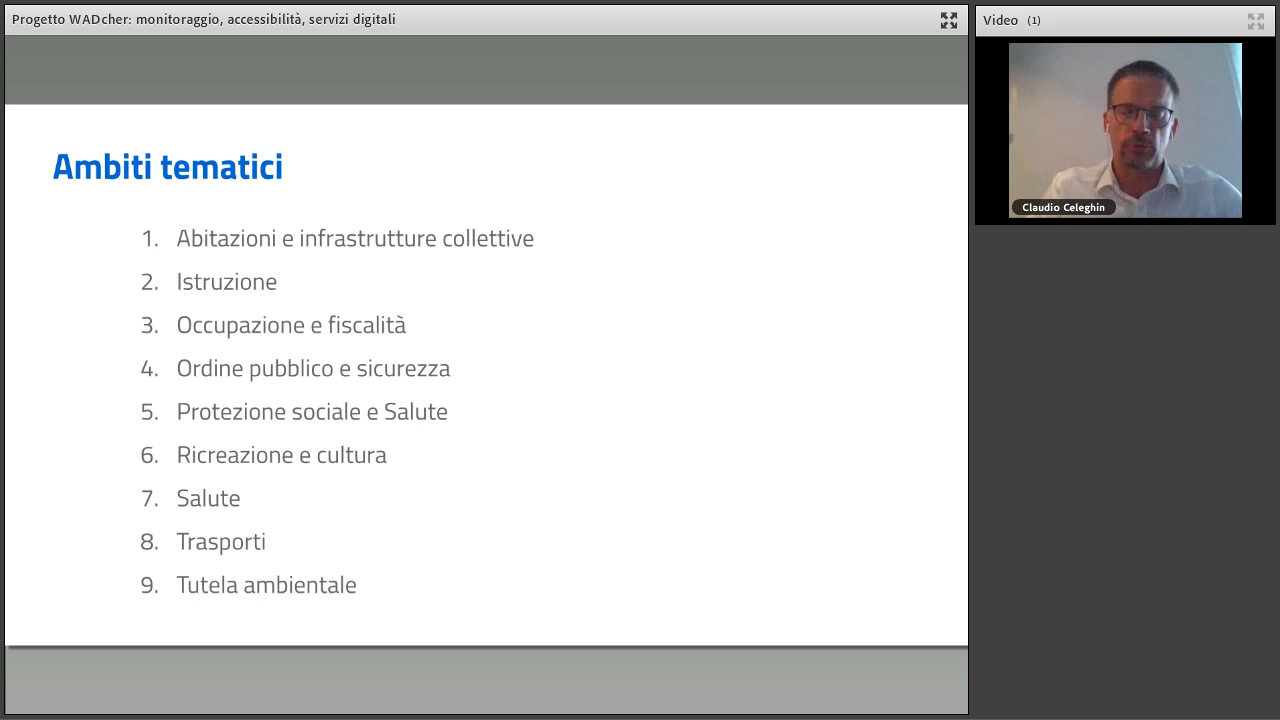 Progetto WADcher: monitoraggio, accessibilità, servizi digitali
Video (1)
Claudio Celeghin
Ambiti tematici
1. Abitazioni e infrastrutture collettive
2. Istruzione
3. Occupazione e fiscalità
4. Ordine pubblico e sicurezza
5. Protezione sociale e Salute
6. Ricreazione e cultura
7. Salute
8. Trasporti
9. Tutela ambientale